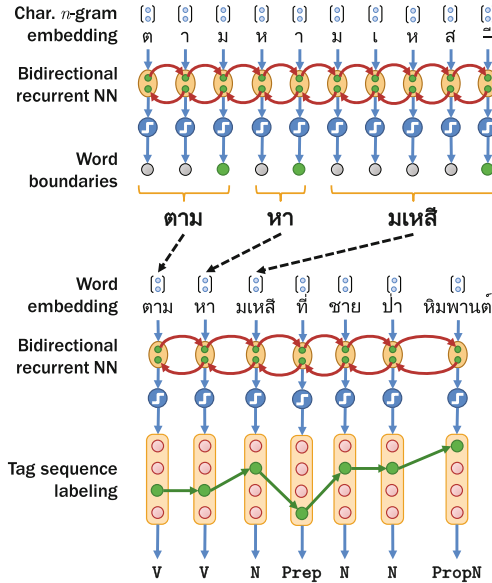 Char. n-gram
embedding
ต า ม ห า ม เ ห ส ี
Bidirectional
recurrent NN
Word
boundaries
ตาม หา มเหสี
Word
embedding
ตาม หา มเหสี ที่ ชาย ป่า หิมพานต์
Bidirectional
recurrent NN
Tag sequence
labeling
V V N Prep N N PropN